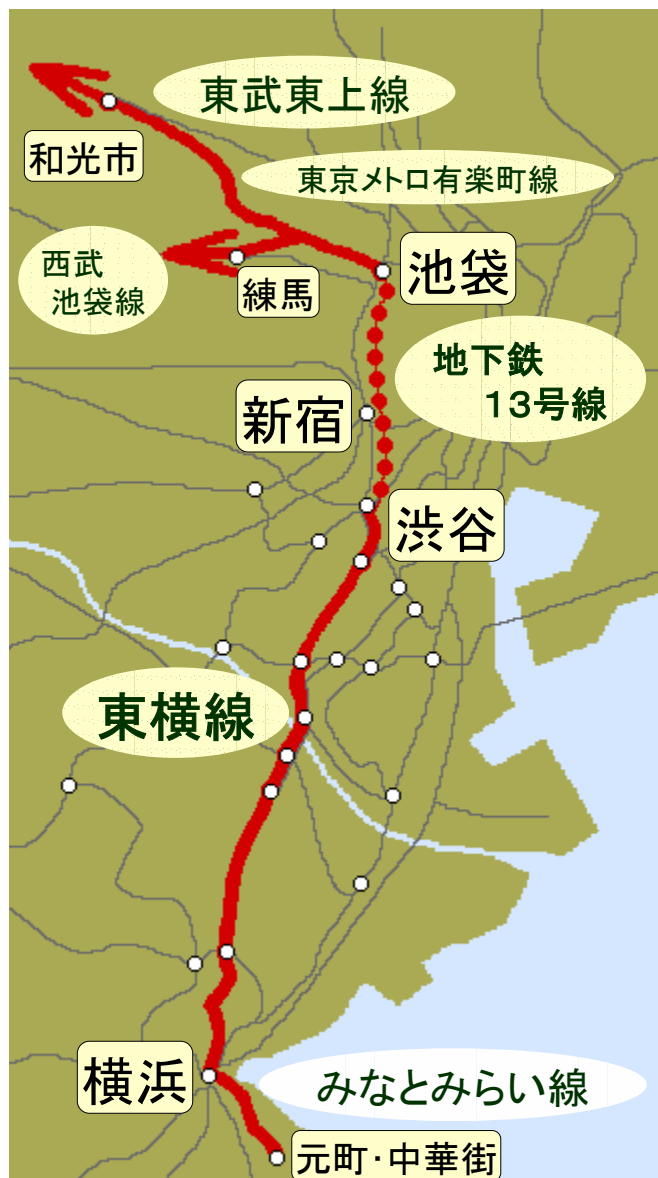 東武東上線
和光市
東京メトロ有楽町線
西武
池袋線
練馬
池袋
地下鉄
13号線
新宿
渋谷
東横線
横浜
みなとみらい線
元町・中華街